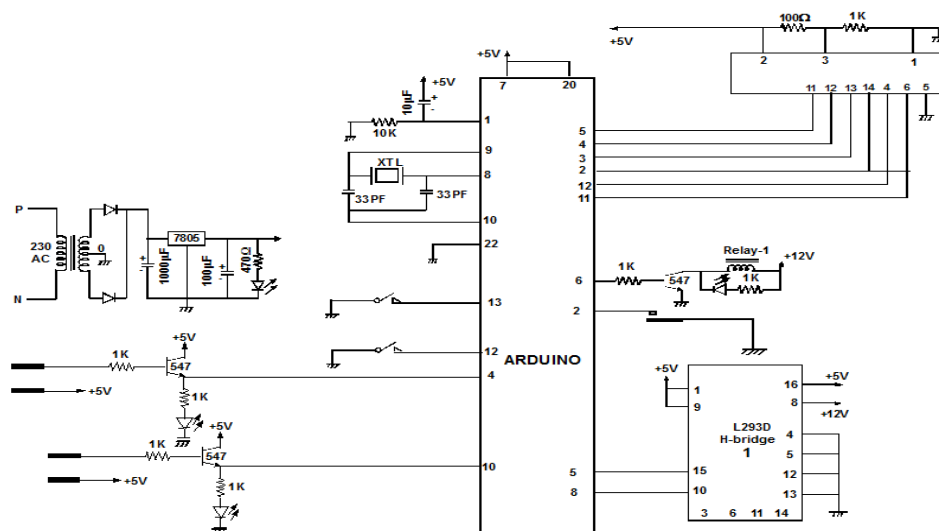 +5V
100Ω
1K
2
3
1
11
12
13
14
4
6
5
+5V
7
20
+5V
10µF
+
-
10K
1
9
XTL
8
33PF
33PF
10
22
13
12
4
10
ARDUINO
5
4
3
2
12
11
6
2
5
8
P
N
230
AC
0
+
-
1000µF
7805
100µF
+
-
470Ω
1K
547
Relay-1
1K
+12V
1K
547
+5V
1K
+5V
1K
547
+5V
1K
+5V
+5V
1
9
15
10
L293D
H-bridge
1
16
8
4
5
12
13
3
6
11
14
+5V
+12V